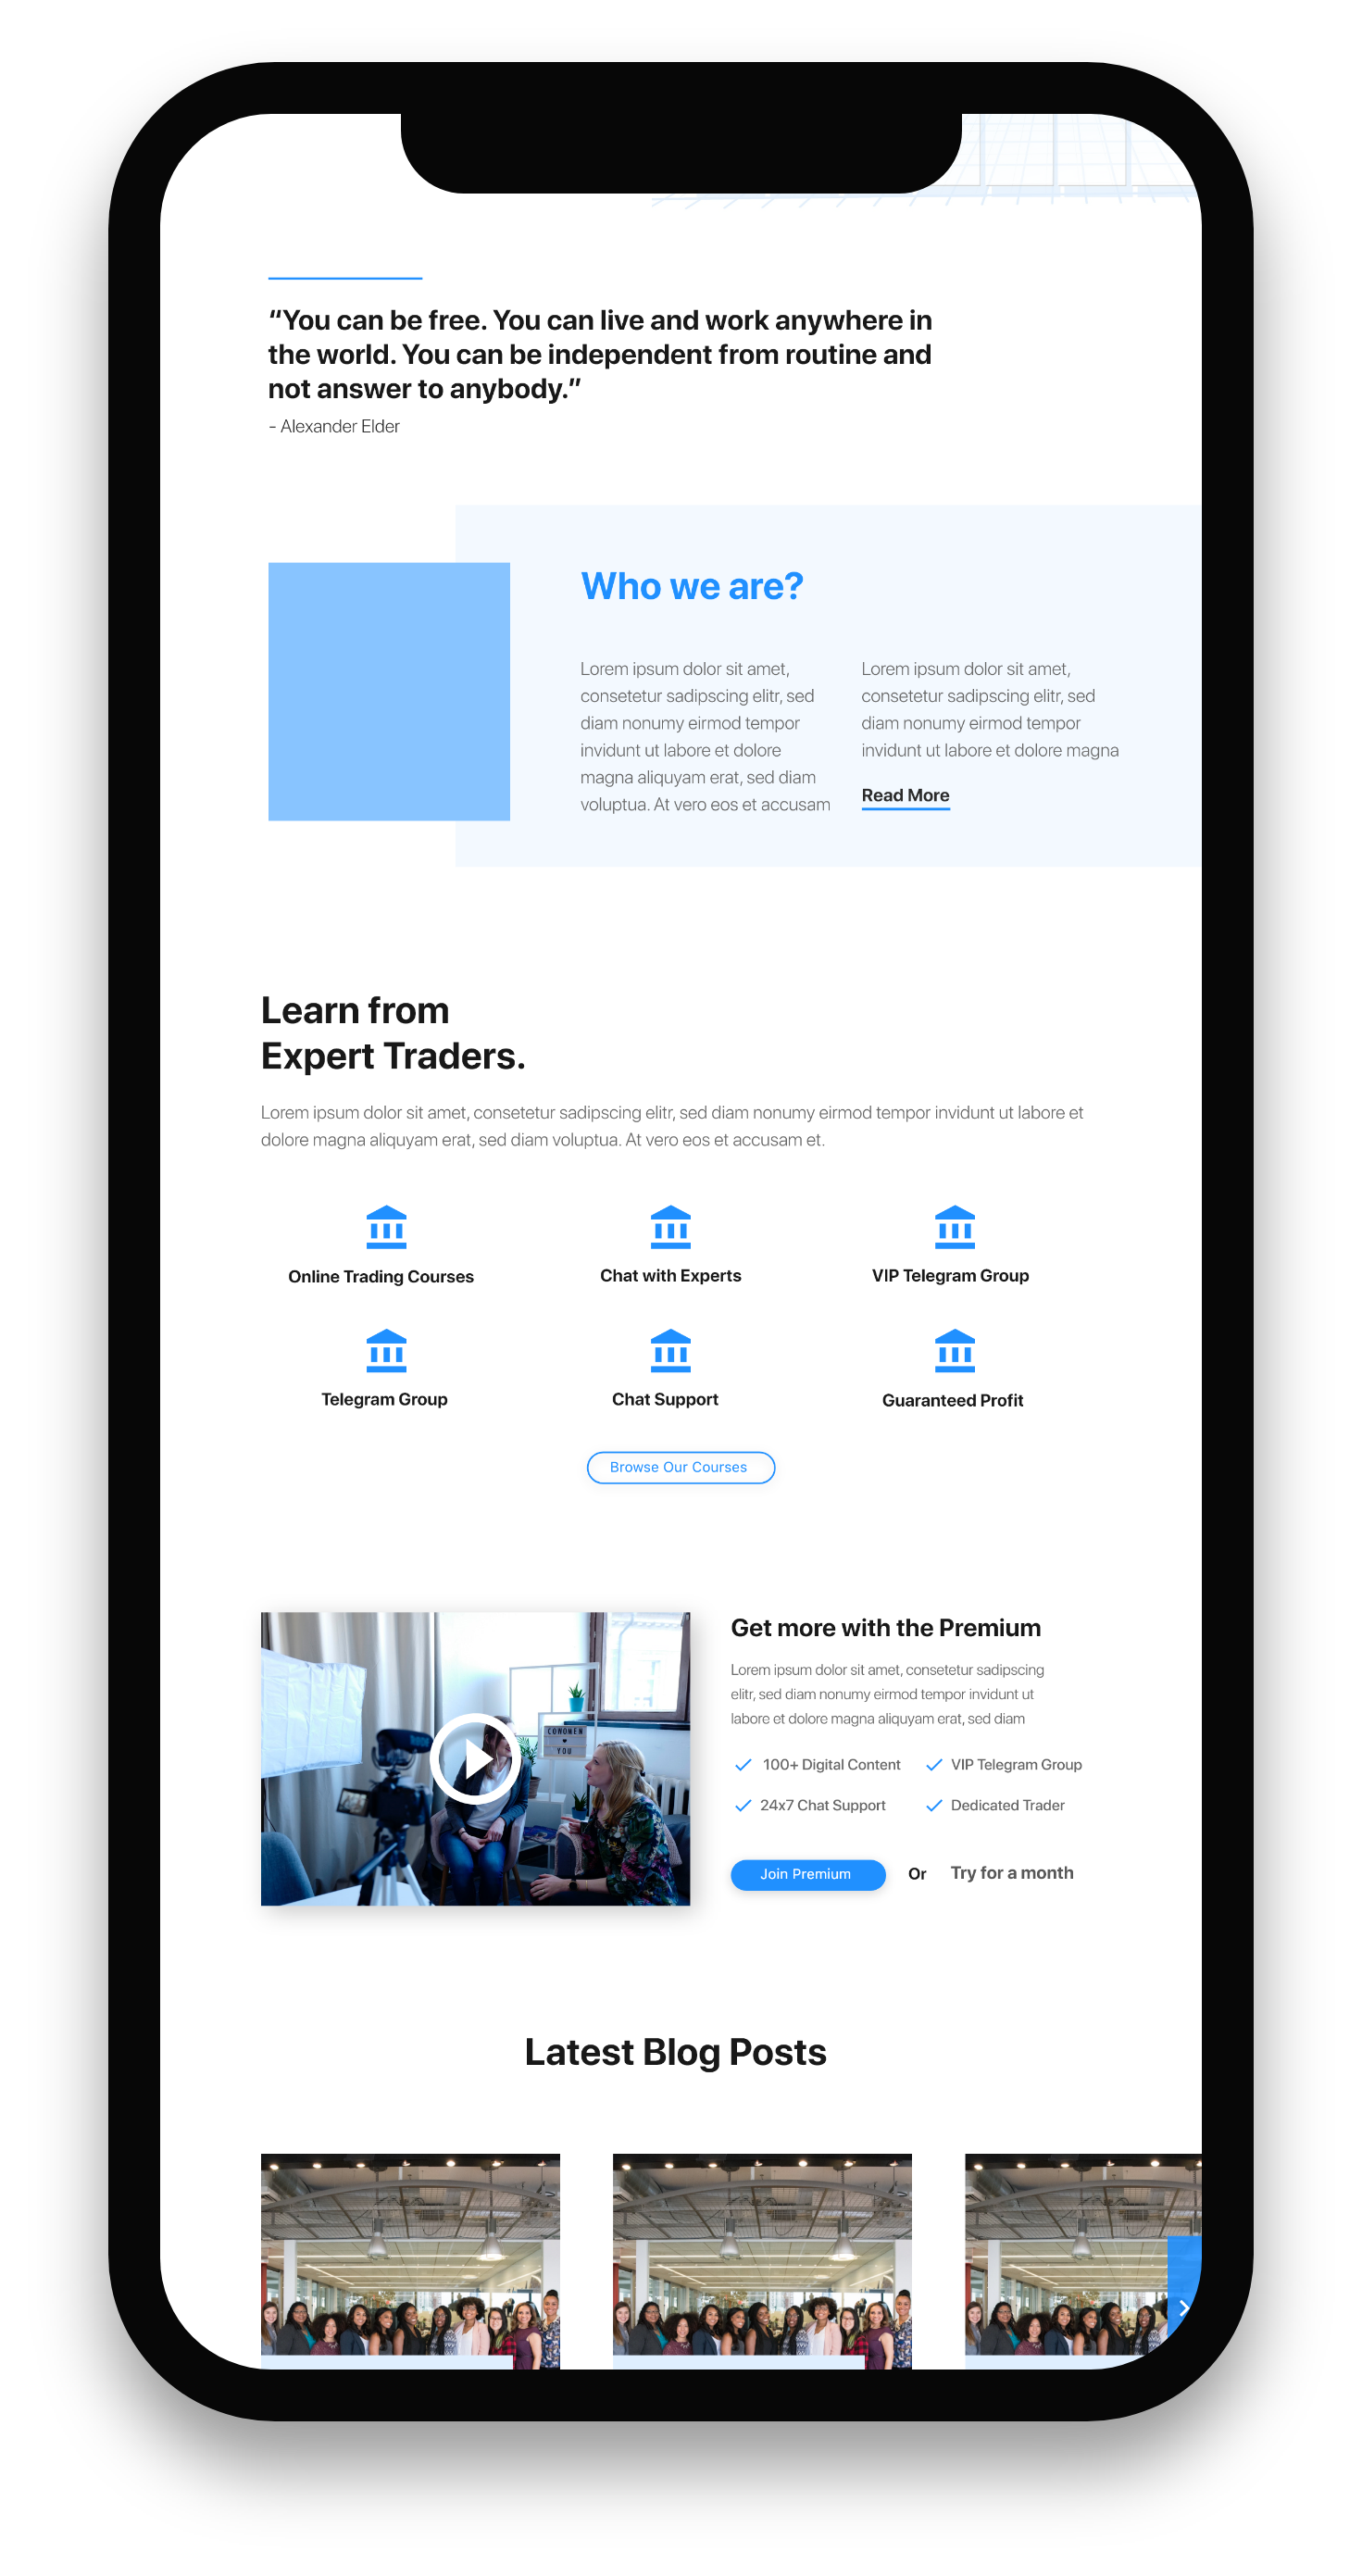 “You can be free. You can live and work anywhere in
the world. You can be independent from routine and
not answer to anybody.”
- Alexander Elder
Who we are?
Lorem ipsum dolor sit amet,
consetetur sadipscing elitr, sed
diam nonumy eirmod tempor
invidunt ut labore et dolore
magna aliquyam erat, sed diam
voluptua. At vero eos et accusam
Lorem ipsum dolor sit amet,
consetetur sadipscing elitr, sed
diam nonumy eirmod tempor
invidunt ut labore et dolore magna
Read More
Learn from
Expert Traders.
Lorem ipsum dolor sit amet, consetetur sadipscing elitr, sed diam nonumy eirmod tempor invidunt ut labore et
dolore magna aliquyam erat, sed diam voluptua. At vero eos et accusam et.
Online Trading Courses
Chat with Experts
VIP Telegram Group
Telegram Group
Chat Support
Guaranteed Profit
Browse Our Courses
COWOMEN
YOU
Get more with the Premium
Lorem ipsum dolor sit amet, consetetur sadipscing
elitr, sed diam nonumy eirmod tempor invidunt ut
labore et dolore magna aliquyam erat, sed diam
100+ Digital Content
VIP Telegram Group
24x7 Chat Support
Dedicated Trader
Join Premium
Or
Try for a month
Latest Blog Posts